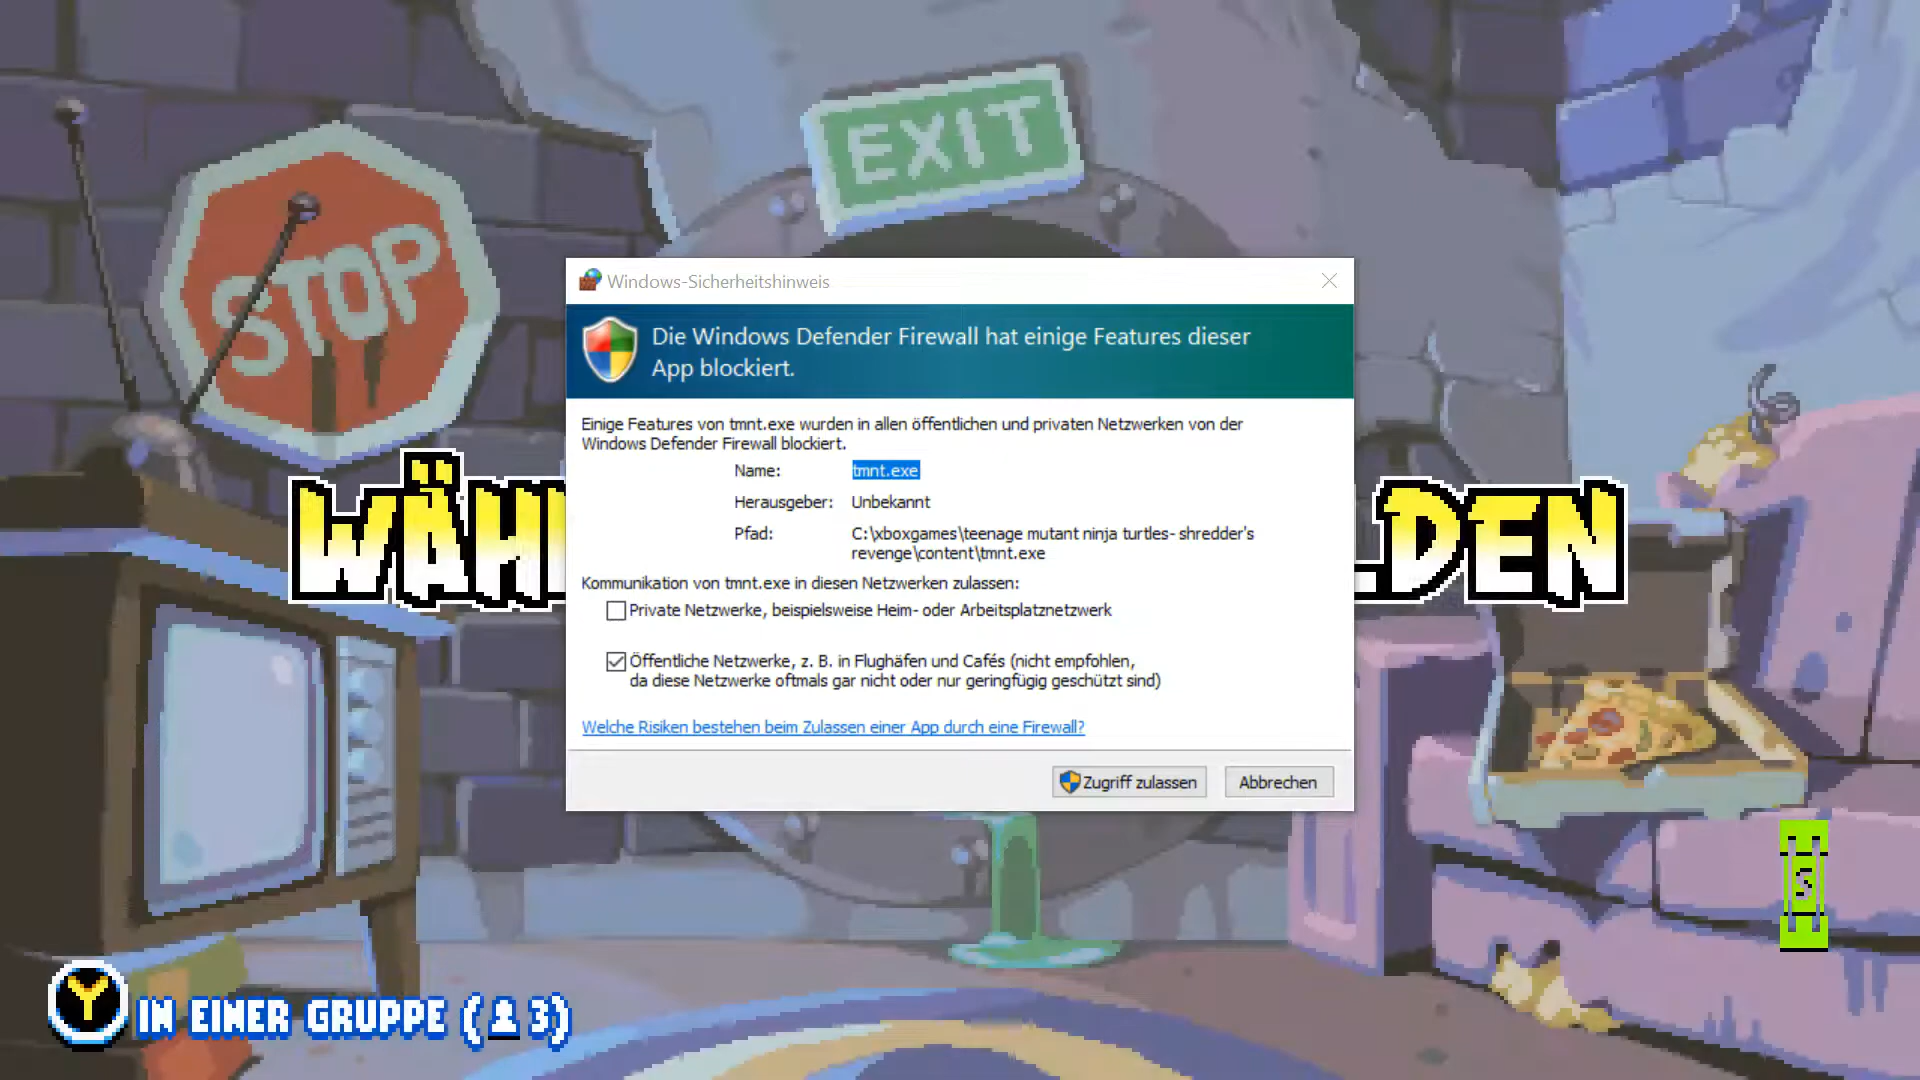 EXIT
STOP
Windows-Sicherheitshinweis
Die Windows Defender Firewall hat einige Features dieser
App blockiert.
Einige Features von tmnt.exe wurden in allen öffentlichen und privaten Netzwerken von der
Windows Defender Firewall blockiert.
Name: tmnt.exe
Herausgeber: Unbekannt
Pfad: C:\xboxgames\teenage mutant ninja turtles- shredder's
revenge\content\tmnt.exe
Kommunikation von tmnt.exe in diesen Netzwerken zulassen:
Private Netzwerke, beispielsweise Heim- oder Arbeitsplatznetzwerk
Öffentliche Netzwerke, z. B. in Flughäfen und Cafés (nicht empfohlen,
da diese Netzwerke oftmals gar nicht oder nur geringfügig geschützt sind)
Welche Risiken bestehen beim Zulassen einer App durch eine Firewall?
Zugriff zulassen Abbrechen
WÄH LDEN
S
Y IN EINER GRUPPE ( 3)